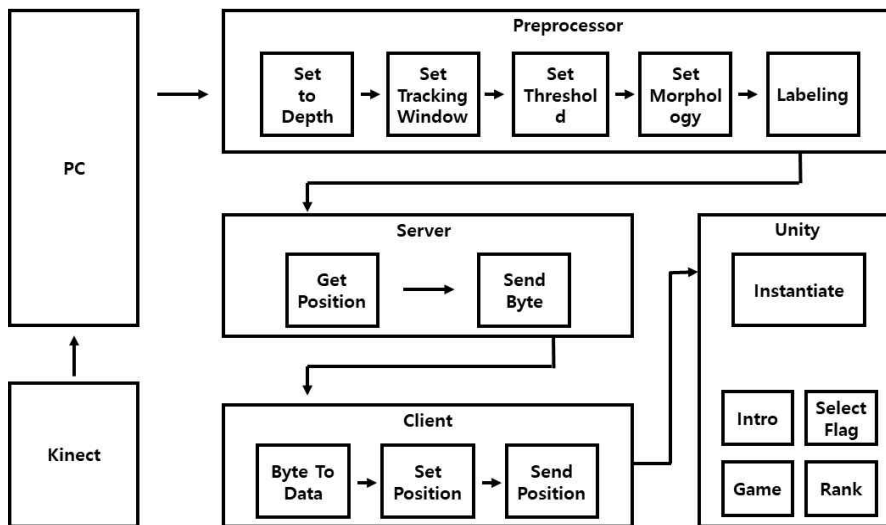 Preprocessor
Set
to
Depth
Set
Tracking
Window
Set
Threshol
d
Set
Morphol
ogy
Labeling
PC
Server
Get
Position
Send
Byte
Unity
Instantiate
Intro
Select
Flag
Game
Rank
Client
Byte To
Data
Set
Position
Send
Position
Kinect